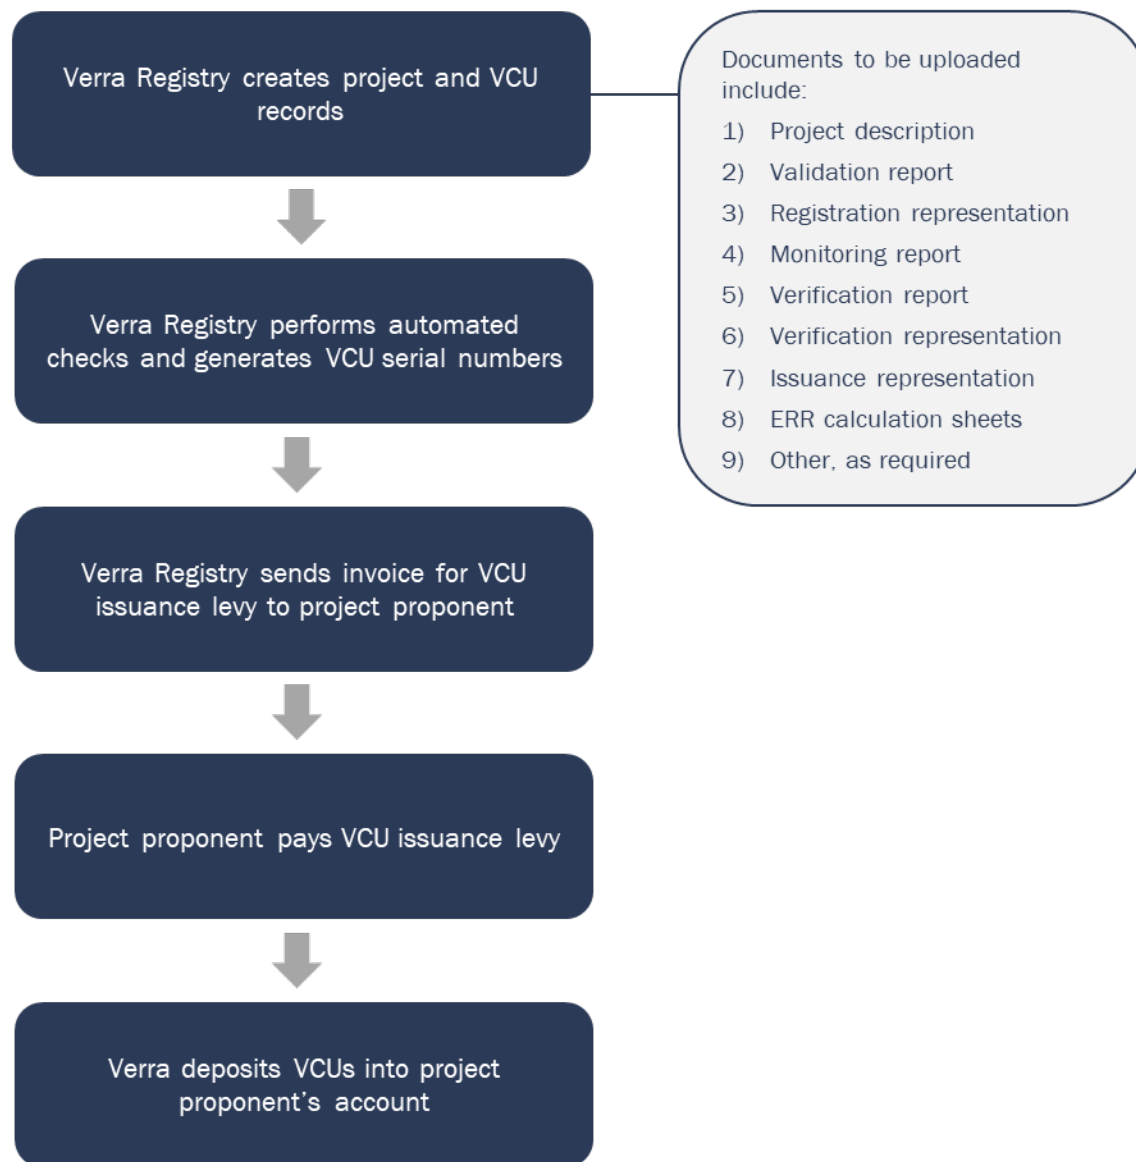 Verra Registry creates project and VCU
records
Documents to be uploaded
include:
1) Project description
2) Validation report
3) Registration representation
4) Monitoring report
5) Verification report
6) Verification representation
7) Issuance representation
8) ERR calculation sheets
9) Other, as required
Verra Registry performs automated
checks and generates VCU serial numbers
Verra Registry sends invoice for VCU
issuance levy to project proponent
Project proponent pays VCU issuance levy
Verra deposits VCUs into project
proponent’s account